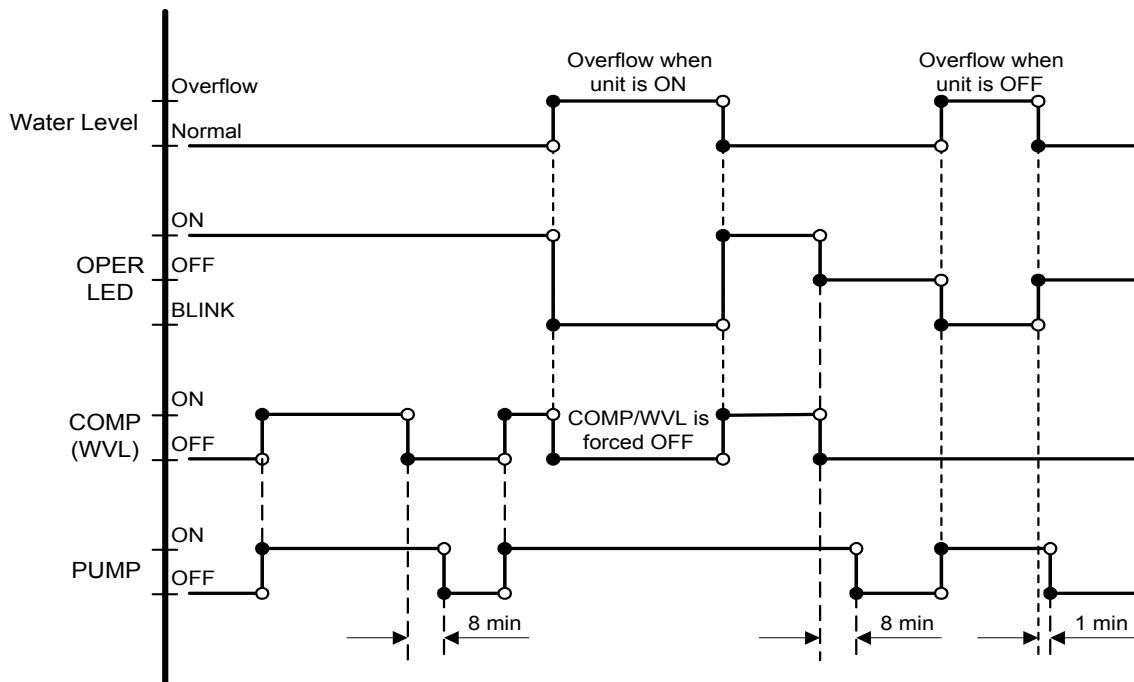 Overflow when
unit is ON
Overflow when
unit is OFF
Overflow
Water Level
Normal
ON
OPER
LED
OFF
BLINK
ON
COMP
(WVL)
OFF
COMP/WVL is
forced OFF
ON
PUMP
OFF
8 min
8 min
1 min